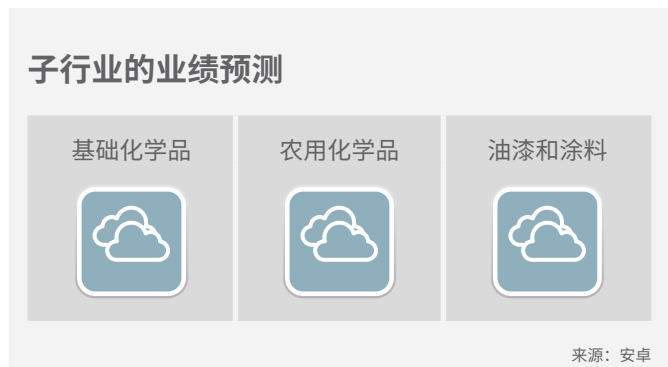 子行业的业绩预测
基础化学品
农用化学品
油漆和涂料
来源：安卓